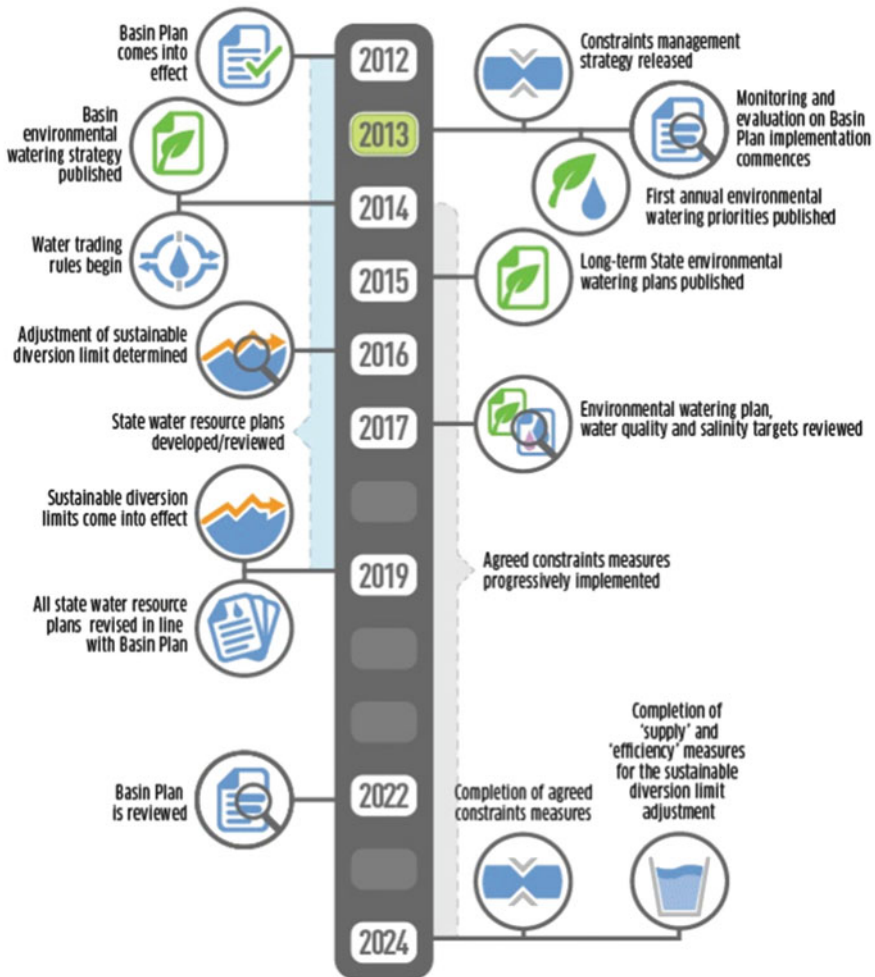 Basin Plan
comes into
effect
2012
Constraints management
strategy released
2013
Monitoring and
evaluation on Basin
Plan implementation
commences
First annual environmental
watering priorities published
Basin
environmental
watering strategy
published
2014
Water trading
rules begin
2015
Long-term State environmental
watering plans published
Adjustment of sustainable
diversion limit determined
2016
State water resource plans
developed/reviewed
2017
Environmental watering plan,
water quality and salinity targets reviewed
Sustainable diversion
limits come into effect
2019
Agreed constraints measures
progressively implemented
All state water resource
plans revised in line
with Basin Plan
Basin Plan
is reviewed
2022
Completion of agreed
constraints measures
Completion of
'supply' and
'efficiency' measures
for the sustainable
diversion limit
adjustment
2024